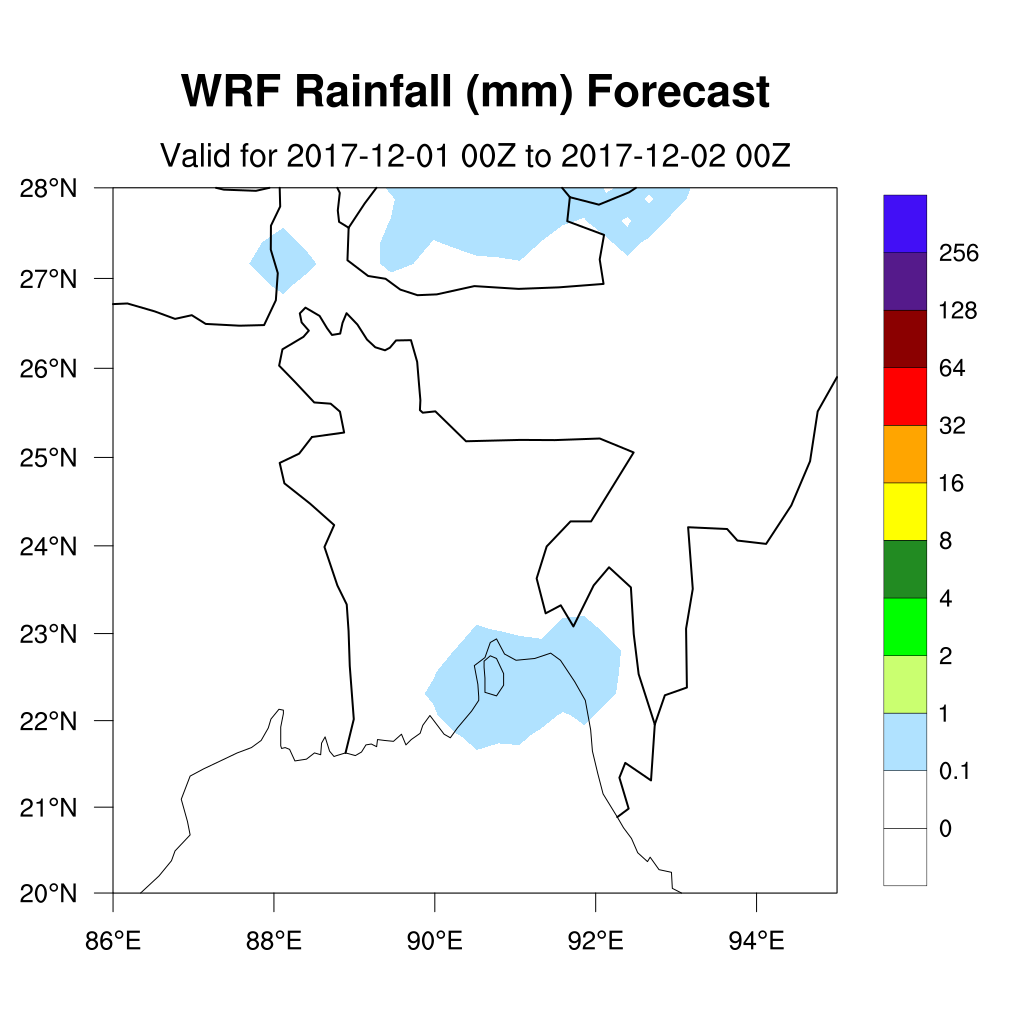 WRF Rainfall (mm) Forecast
Valid for 2017-12-01 00Z to 2017-12-02 00Z
28°N
27°N
26°N
25°N
24°N
23°N
22°N
21°N
20°N
86°E 88°E 90°E 92°E 94°E
256
128
64
32
16
8
4
2
1
0.1
0